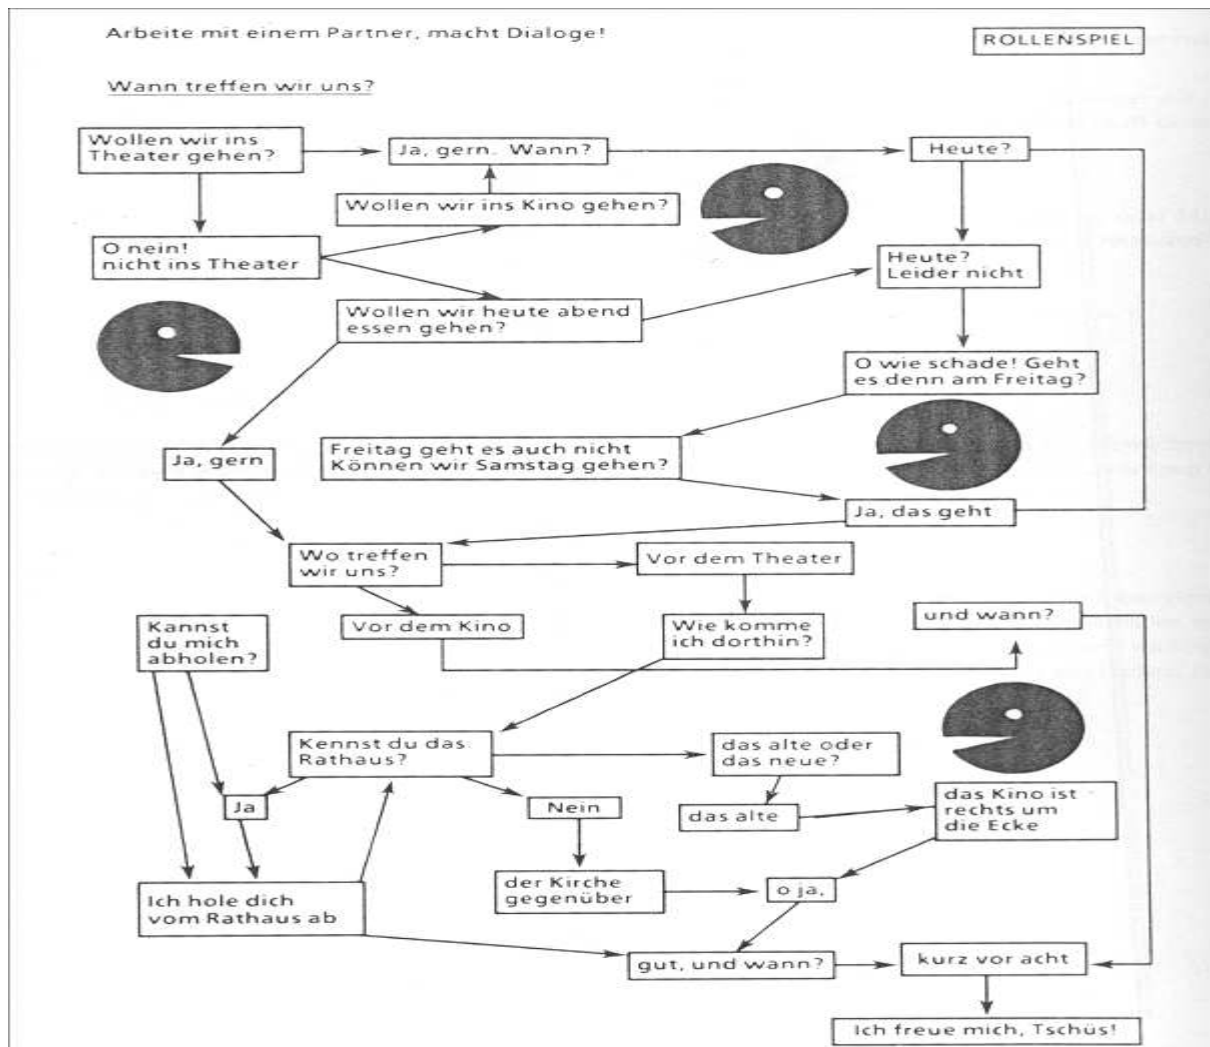 Arbeite mit einem Partner, macht Dialoge!
ROLLENSPIEL
Wann treffen wir uns?
Wollen wir ins
Theater gehen?
Ja, gern. Wann?
Heute?
Wollen wir ins Kino gehen?
O nein!
nicht ins Theater
Heute?
Leider nicht
Wollen wir heute abend
essen gehen?
O wie schade! Geht
es denn am Freitag?
Ja, gern
Freitag geht es auch nicht
Können wir Samstag gehen?
Ja, das geht
Wo treffen
wir uns?
Vor dem Theater
Kannst
du mich
abholen?
Vor dem Kino
Wie komme
ich dorthin?
und wann?
Kennst du das
Rathaus?
das alte oder
das neue?
Ja
Nein
das alte
das Kino ist
rechts um
die Ecke
Ich hole dich
vom Rathaus ab
der Kirche
gegenüber
o ja,
gut, und wann?
kurz vor acht
Ich freue mich, Tschüs!